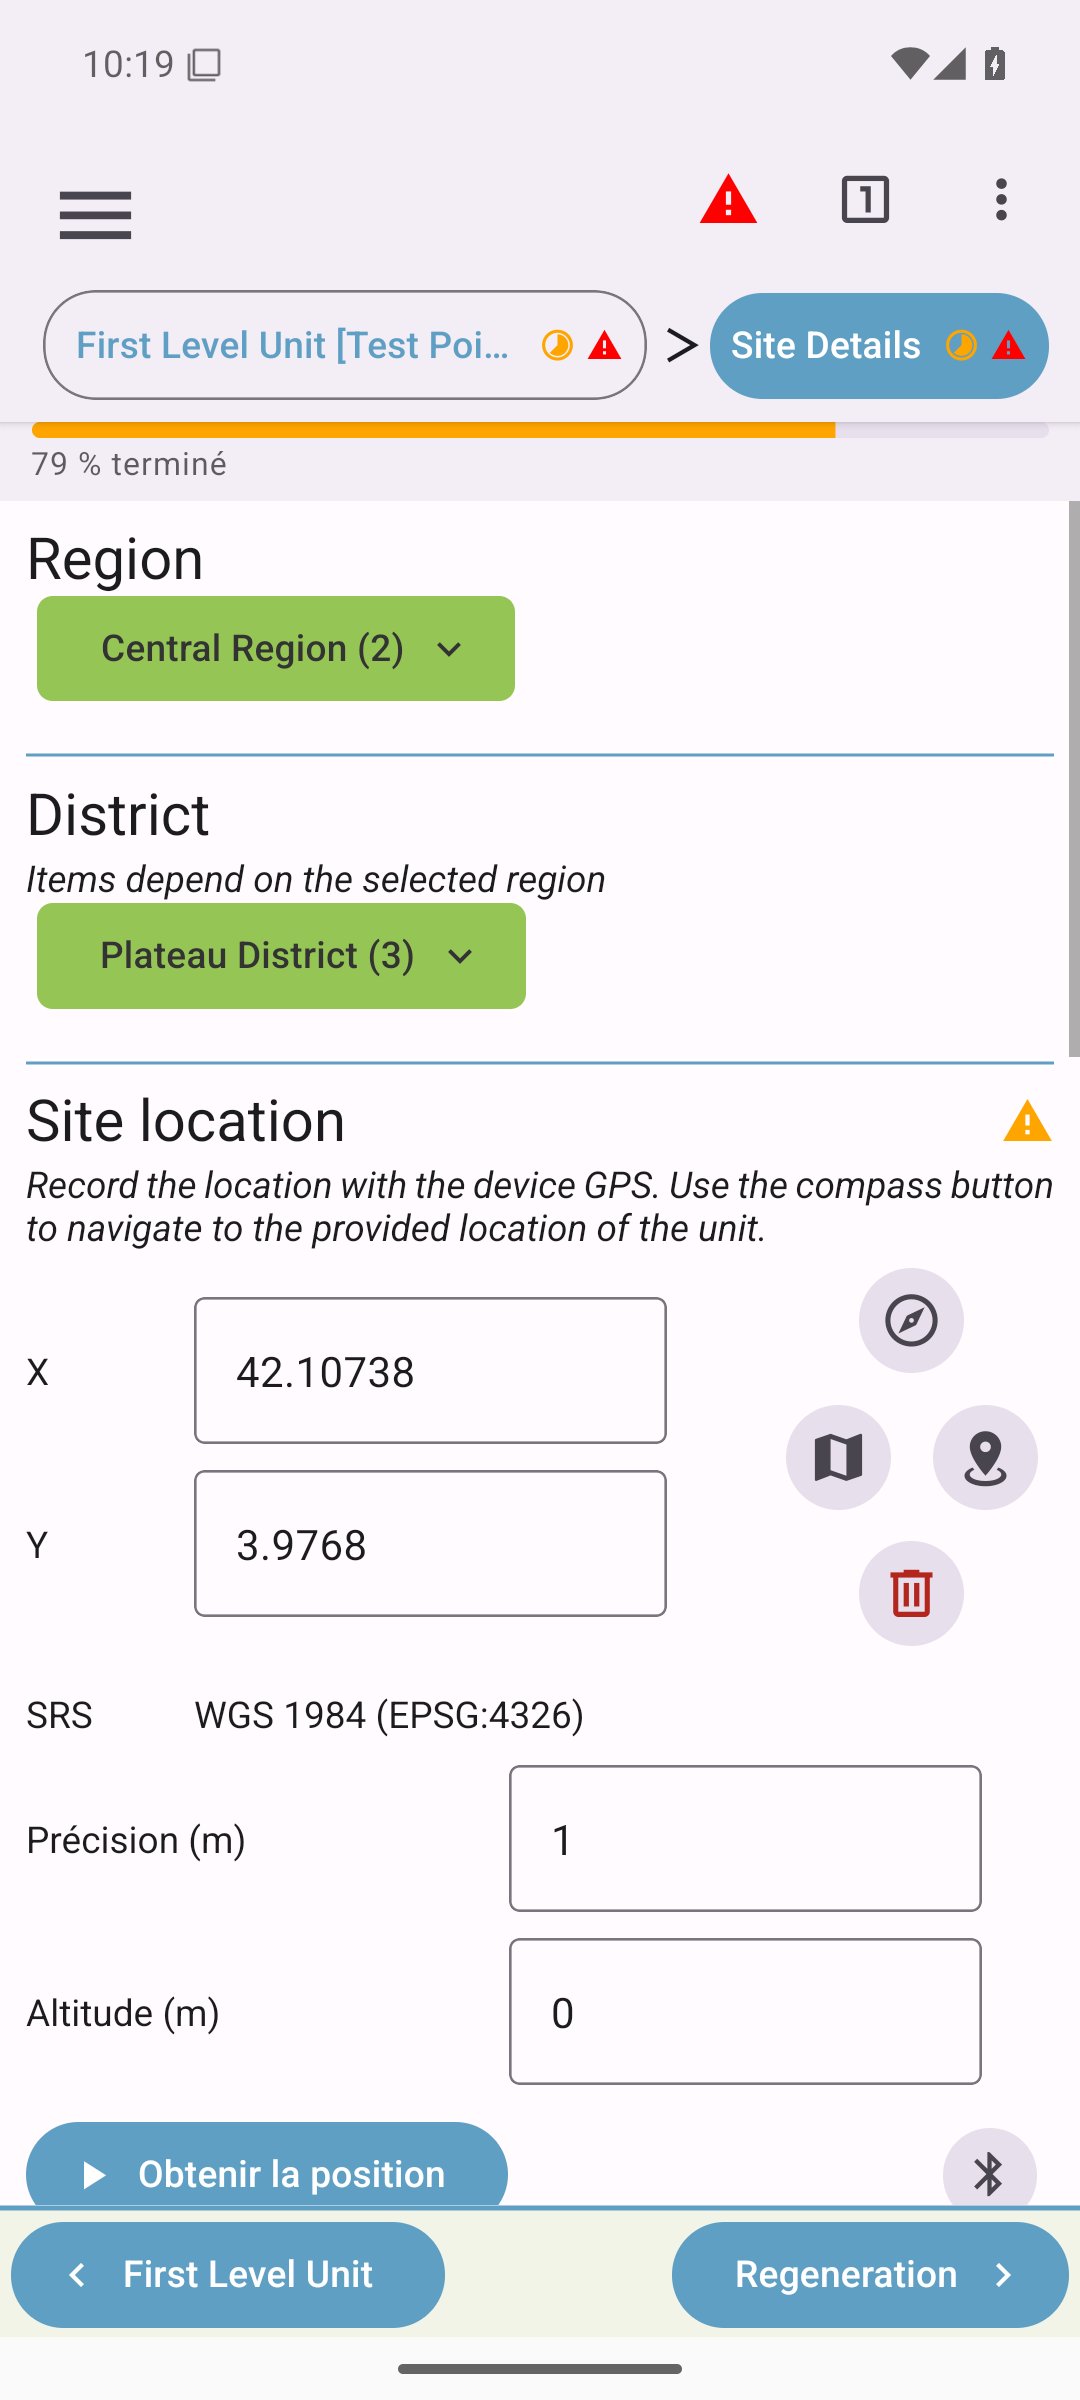 10:19
1
First Level Unit [Test Poi...
>
Site Details
79 % terminé
Region
Central Region (2)
District
Items depend on the selected region
Plateau District (3)
Site location
Record the location with the device GPS. Use the compass button
to navigate to the provided location of the unit.
X
42.10738
Y
3.9768
SRS
WGS 1984 (EPSG:4326)
Précision (m)
1
Altitude (m)
0
Obtenir la position
First Level Unit
Regeneration